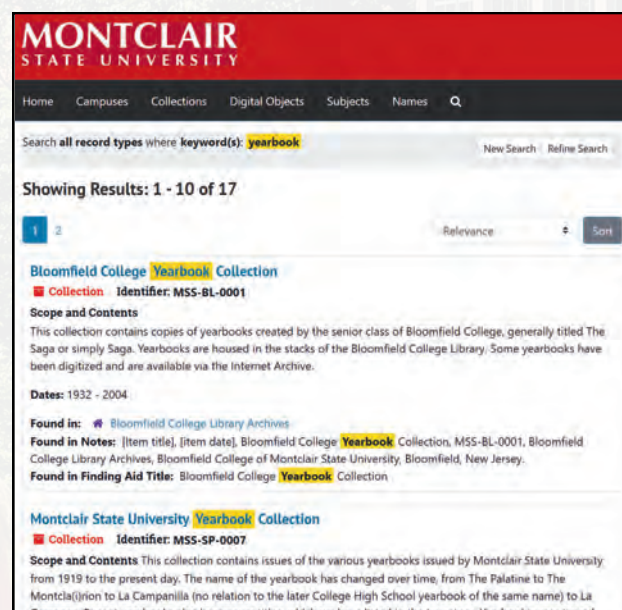 MONTCLAIR
STATE UNIVERSITY
Home Campuses Collections Digital Objects Subjects Names
Search all record types where keyword(s): yearbook
New Search Refine Search
Showing Results: 1 - 10 of 17
1 2
Relevance Sort
Bloomfield College Yearbook Collection
Collection Identifier: MSS-BL-0001
Scope and Contents
This collection contains copies of yearbooks created by the senior class of Bloomfield College, generally titled The
Saga or simply Saga. Yearbooks are housed in the stacks of the Bloomfield College Library. Some yearbooks have
been digitized and are available via the Internet Archive.
Dates: 1932 - 2004
Found in: Bloomfield College Library Archives
Found in Notes: [Item title], [item date], Bloomfield College Yearbook Collection, MSS-BL-0001, Bloomfield
College Library Archives, Bloomfield College of Montclair State University, Bloomfield, New Jersey.
Found in Finding Aid Title: Bloomfield College Yearbook Collection
Montclair State University Yearbook Collection
Collection Identifier: MSS-SP-0007
Scope and Contents This collection contains issues of the various yearbooks issued by Montclair State University
from 1919 to the present day. The name of the yearbook has changed over time, from The Palatine to The
Montcla(i)rion to La Campanilla (no relation to the later College High School yearbook of the same name) to La